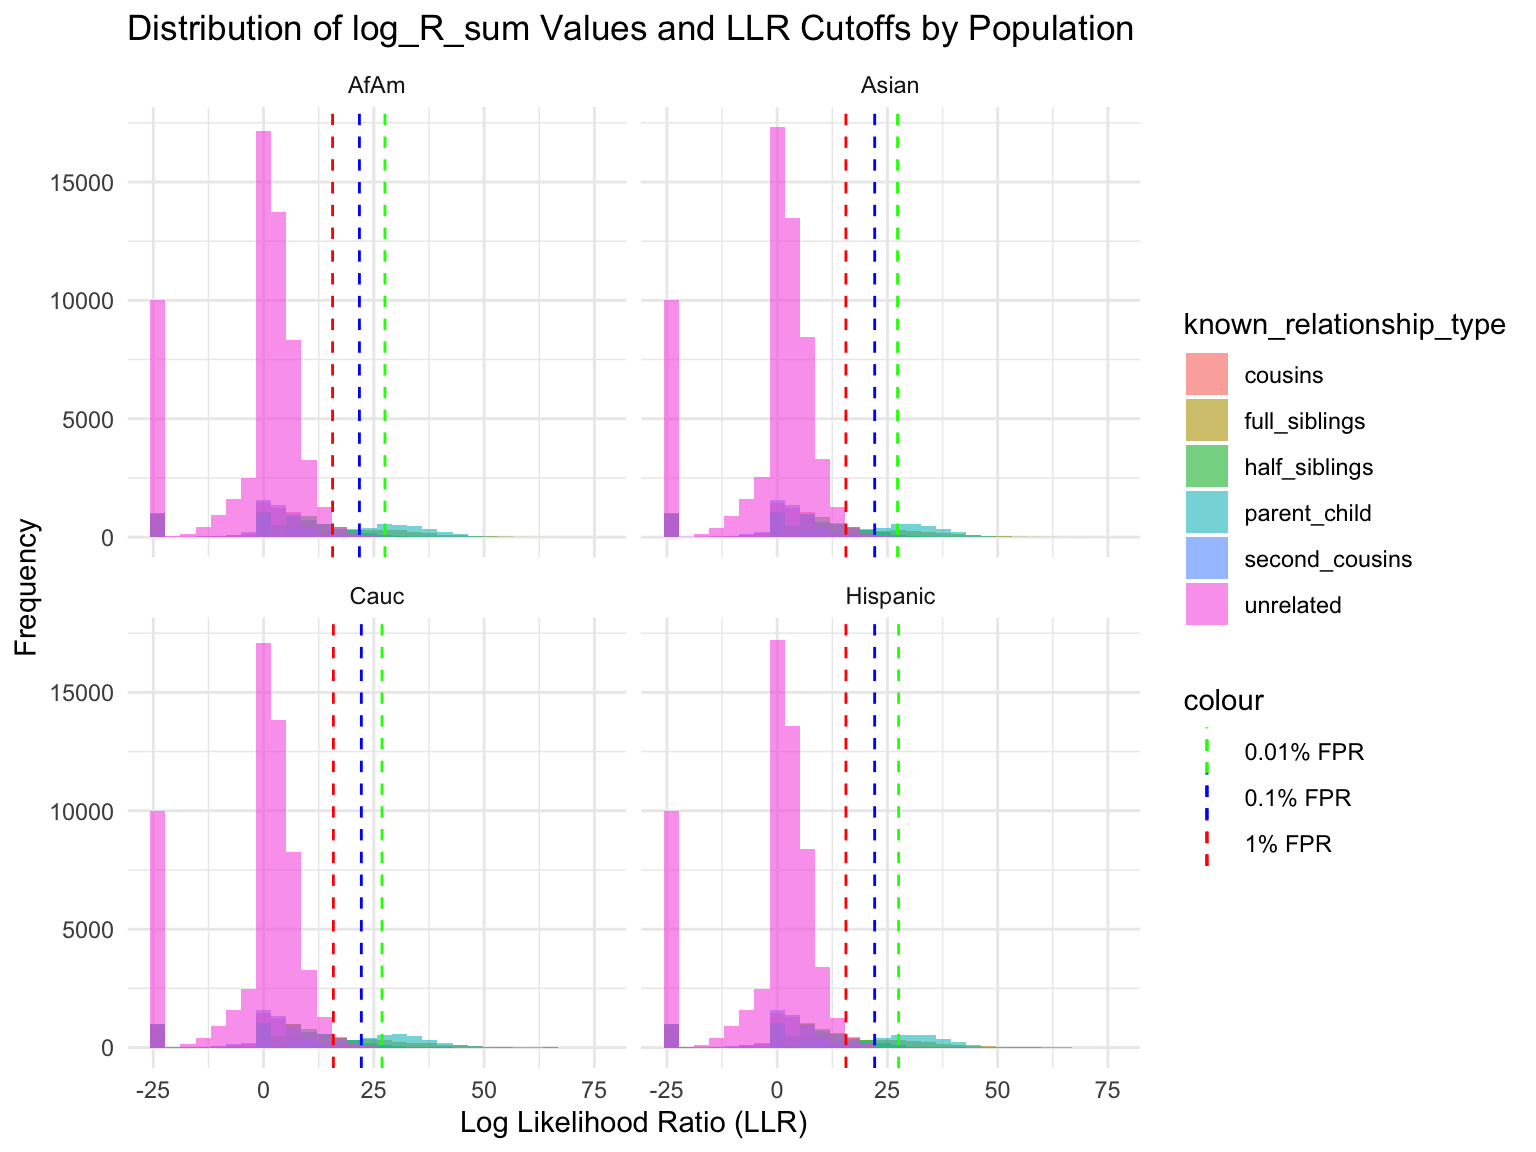 Distribution of log_R_sum Values and LLR Cutoffs by Population
AfAm
Asian
15000
10000
5000
0
Cauc
Hispanic
15000
10000
5000
0
-25 0 25 50 75
-25 0 25 50 75
Frequency
Log Likelihood Ratio (LLR)
known_relationship_type
cousins
full_siblings
half_siblings
parent_child
second_cousins
unrelated
colour
0.01% FPR
0.1% FPR
1% FPR